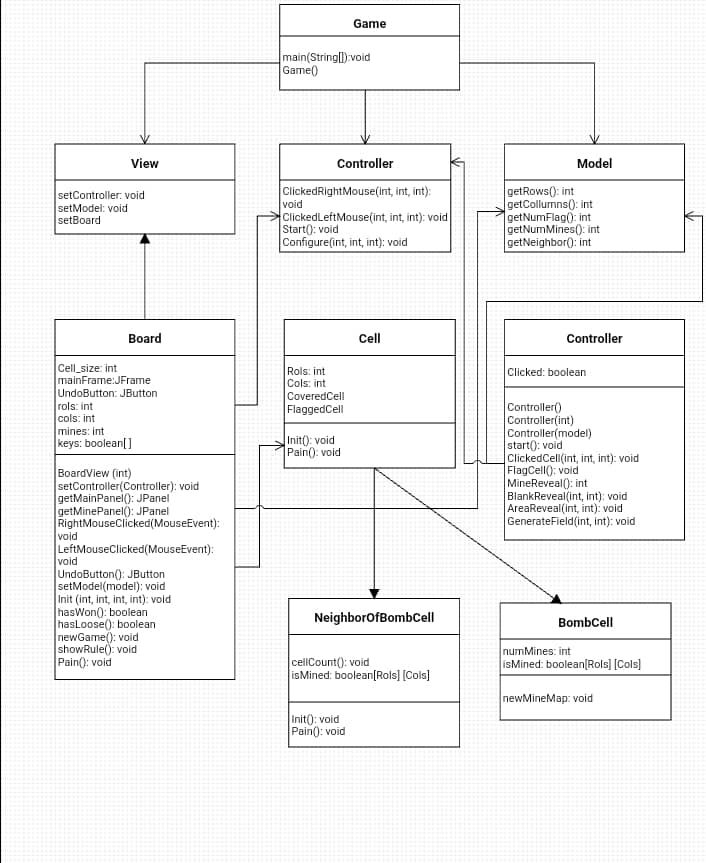 Game
main(String[]):void
Game()
View
setController: void
setModel: void
setBoard
Controller
ClickedRightMouse(int, int, int):
void
ClickedLeftMouse(int, int, int): void
Start(): void
Configure(int, int, int): void
Model
getRows(): int
getCollumns(): int
getNumFlag(): int
getNumMines(): int
getNeighbor(): int
Board
Cell_size: int
mainFrame:JFrame
UndoButton: JButton
rols: int
cols: int
mines: int
keys: boolean[ ]
BoardView (int)
setController(Controller): void
getMainPanel(): JPanel
getMinePanel(): JPanel
RightMouseClicked(MouseEvent):
void
LeftMouseClicked(MouseEvent):
void
UndoButton(): JButton
setModel(model): void
Init (int, int, int, int): void
hasWon(): boolean
hasLoose(): boolean
newGame(): void
showRule(): void
Pain(): void
Cell
Rols: int
Cols: int
CoveredCell
FlaggedCell
Init(): void
Pain(): void
Controller
Clicked: boolean
Controller()
Controller(int)
Controller(model)
start(): void
ClickedCell(int, int, int): void
FlagCell(): void
MineReveal(): int
BlankReveal(int, int): void
AreaReveal(int, int): void
GenerateField(int, int): void
NeighborOfBombCell
cellCount(): void
isMined: boolean[Rols] [Cols]
Init(): void
Pain(): void
BombCell
numMines: int
isMined: boolean[Rols] [Cols]
newMineMap: void